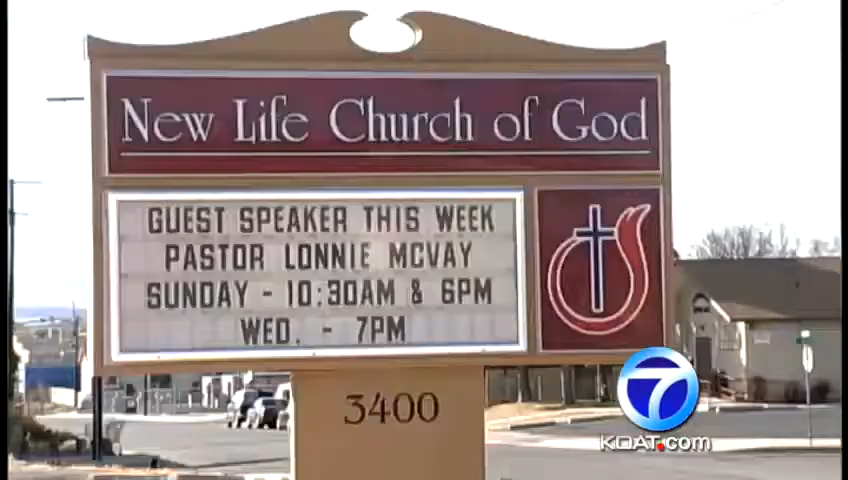 New Life Church of God
GUEST SPEAKER THIS WEEK
PASTOR LONNIE MCVAY
SUNDAY - 10:30AM & 6PM
WED. - 7PM
3400
7
KOAT.com